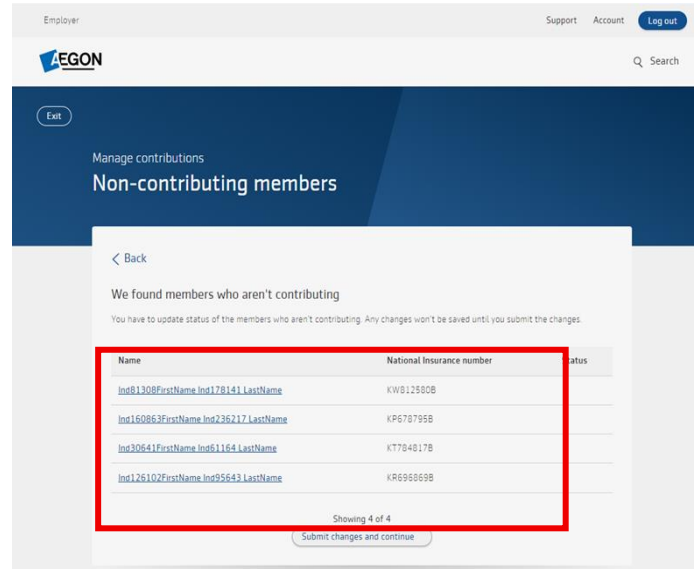 Employer Support Account Log out
AEGON Search
Exit
Manage contributions
Non-contributing members
Back
We found members who aren't contributing
You have to update status of the members who aren't contributing. Any changes won't be saved until you submit the changes.
Name National Insurance number Status
Ind81308FirstName Ind178141 LastName KW812580B
Ind160863FirstName Ind236217 LastName KP678795B
Ind30641FirstName Ind61164 LastName KT784817B
Ind126102FirstName Ind95643 LastName KR696869B
Showing 4 of 4
Submit changes and continue